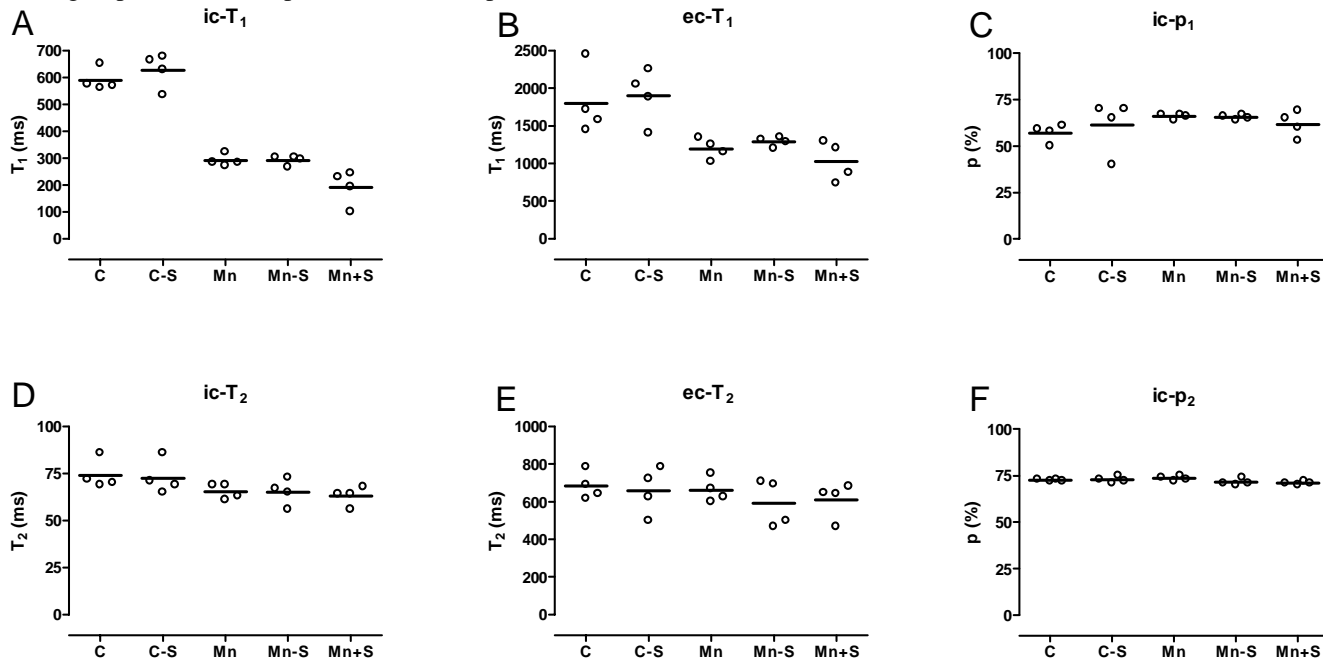 A
ic-T1
T1 (ms)
700
600
500
400
300
200
100
0
C C-S Mn Mn-S Mn+S
B
ec-T1
T1 (ms)
2500
2000
1500
1000
500
0
C C-S Mn Mn-S Mn+S
C
ic-p1
p (%)
100
75
50
25
0
C C-S Mn Mn-S Mn+S
D
ic-T2
T2 (ms)
100
75
50
25
0
C C-S Mn Mn-S Mn+S
E
ec-T2
T2 (ms)
1000
800
600
400
200
0
C C-S Mn Mn-S Mn+S
F
ic-p2
p (%)
100
75
50
25
0
C C-S Mn Mn-S Mn+S